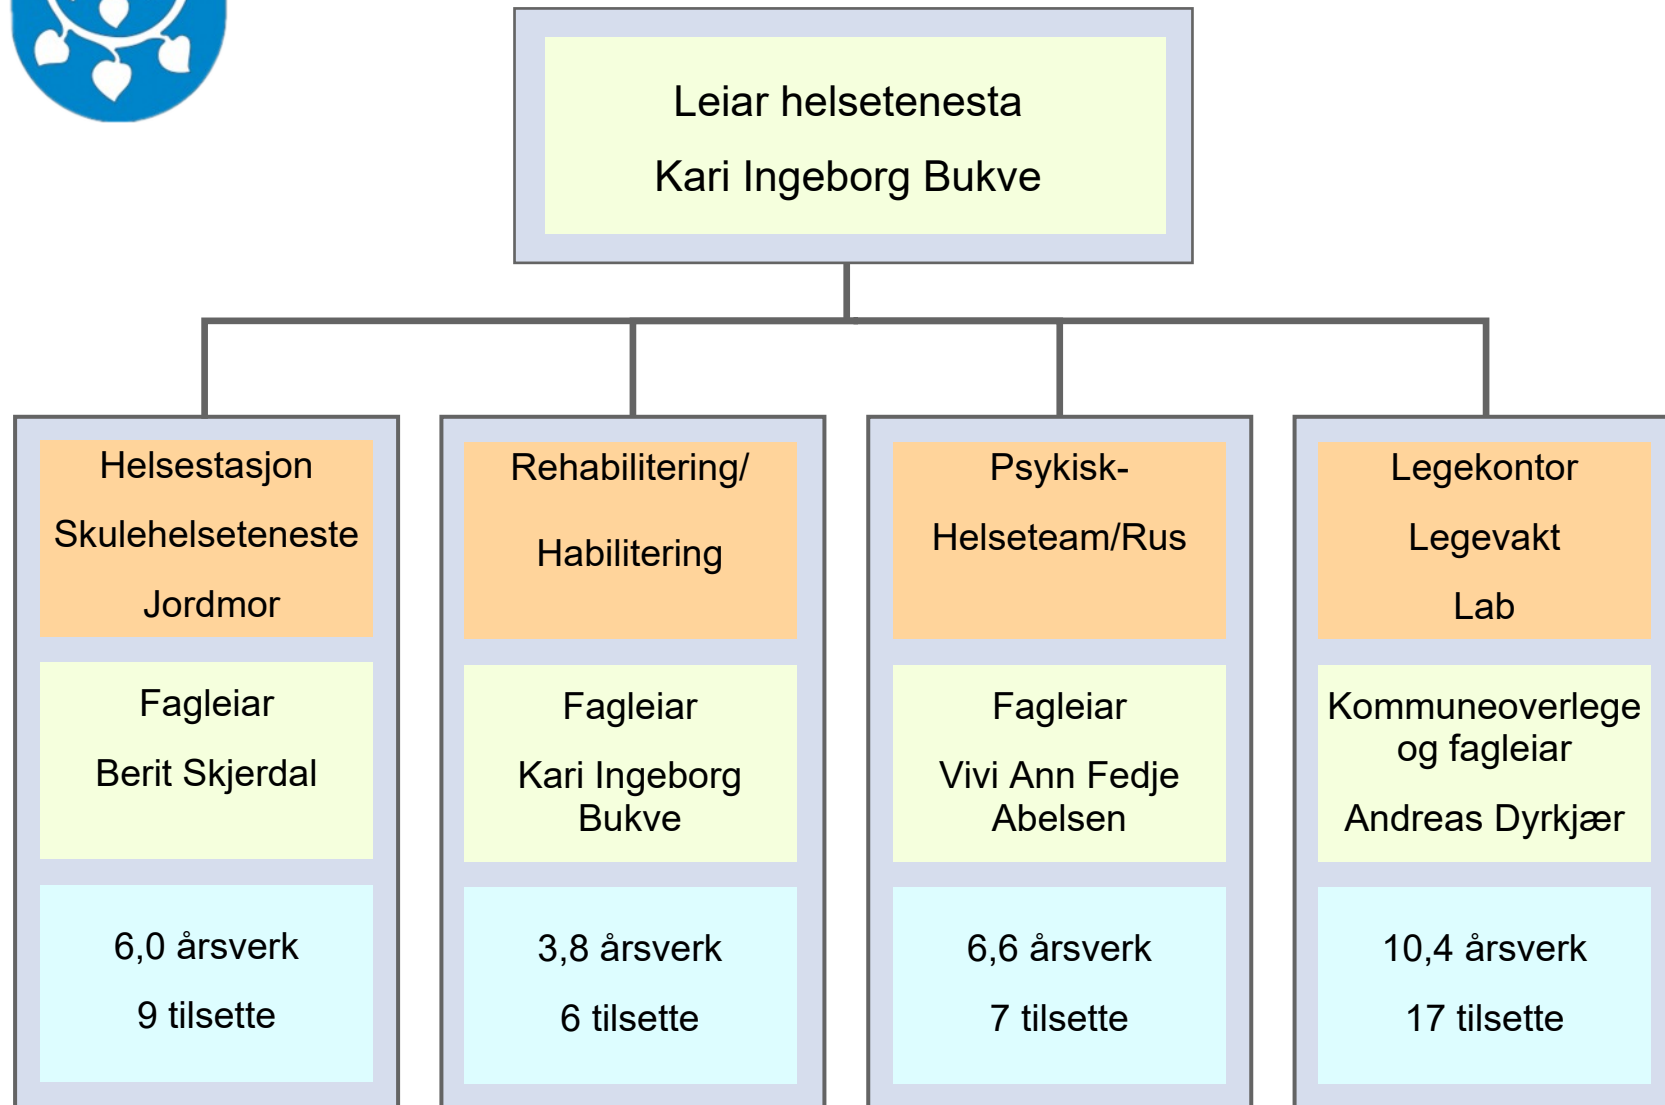 Leiar helsetenesta
Kari Ingeborg Bukve
Helsestasjon
Skulehelseteneste
Jordmor
Fagleiar
Berit Skjerdal
6,0 årsverk
9 tilsette
Rehabilitering/
Habilitering
Fagleiar
Kari Ingeborg
Bukve
3,8 årsverk
6 tilsette
Psykisk-
Helseteam/Rus
Fagleiar
Vivi Ann Fedje
Abelsen
6,6 årsverk
7 tilsette
Legekontor
Legevakt
Lab
Kommuneoverlege
og fagleiar
Andreas Dyrkjær
10,4 årsverk
17 tilsette